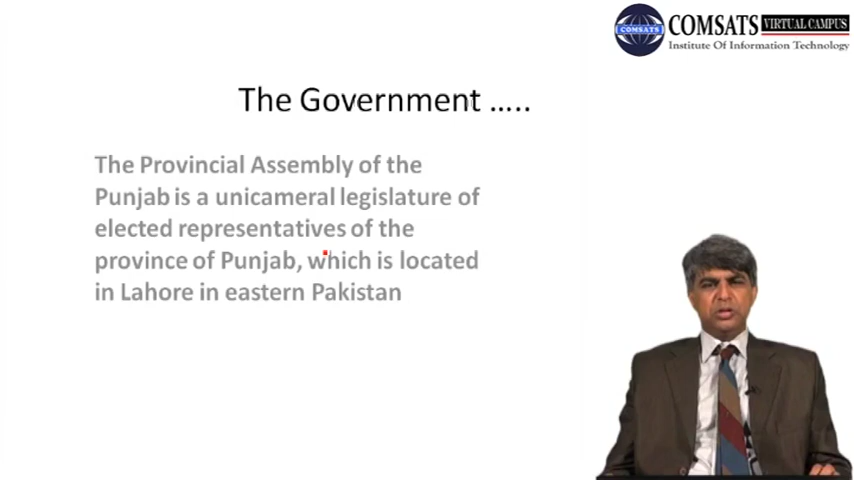 COMSATS VIRTUAL CAMPUS
COMSATS
Institute Of Information Technology
The Government .....
The Provincial Assembly of the
Punjab is a unicameral legislature of
elected representatives of the
province of Punjab, which is located
in Lahore in eastern Pakistan